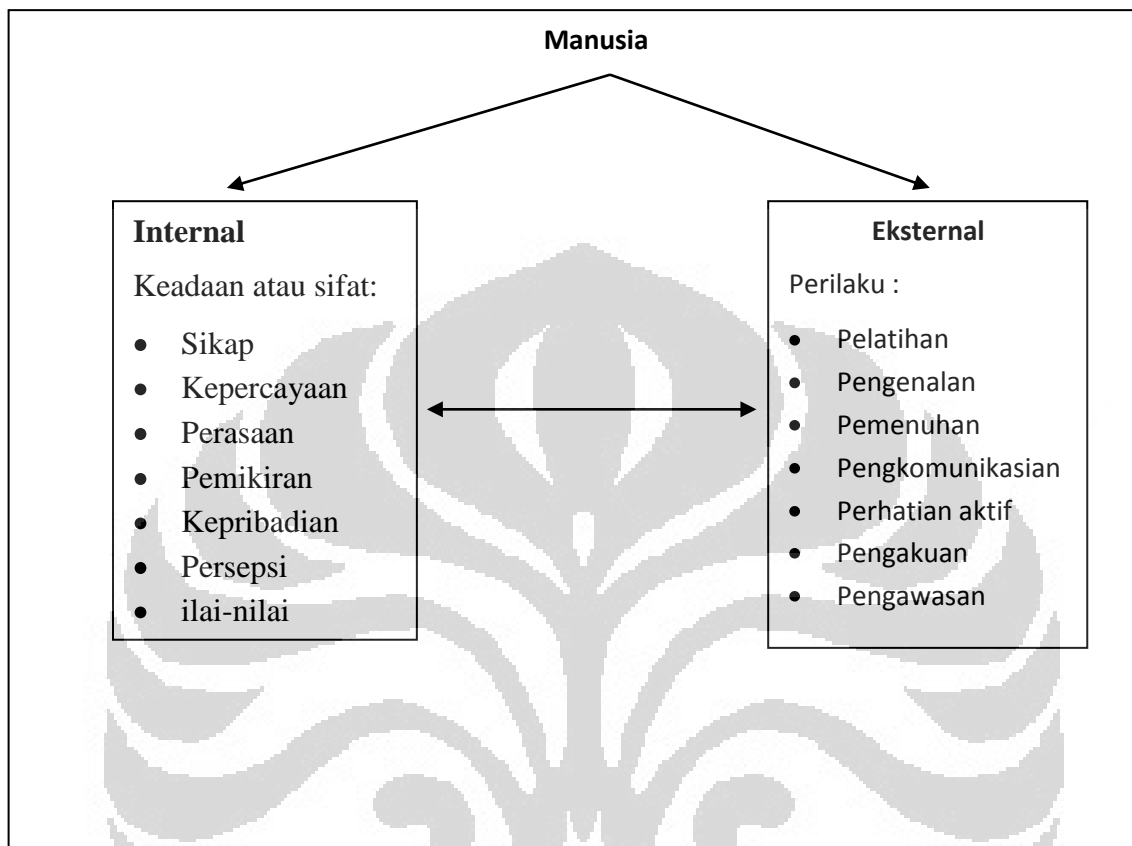 Manusia
Internal
Keadaan atau sifat:
• Sikap
• Kepercayaan
• Perasaan
• Pemikiran
• Kepribadian
• Persepsi
• ilai-nilai
Eksternal
Perilaku :
• Pelatihan
• Pengenalan
• Pemenuhan
• Pengkomunikasian
• Perhatian aktif
• Pengakuan
• Pengawasan